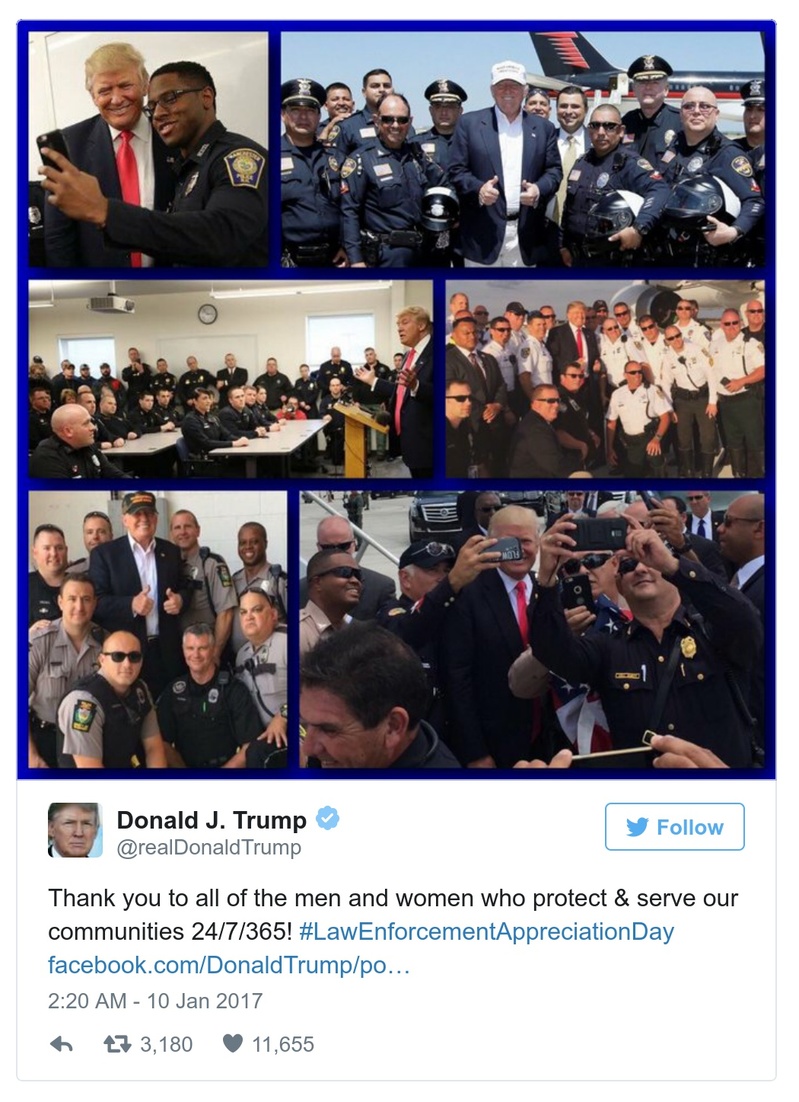 Donald J. Trump
@realDonaldTrump
Follow
Thank you to all of the men and women who protect & serve our
communities 24/7/365! #LawEnforcementAppreciationDay
facebook.com/DonaldTrump/po…
2:20 AM - 10 Jan 2017
3,180 11,655